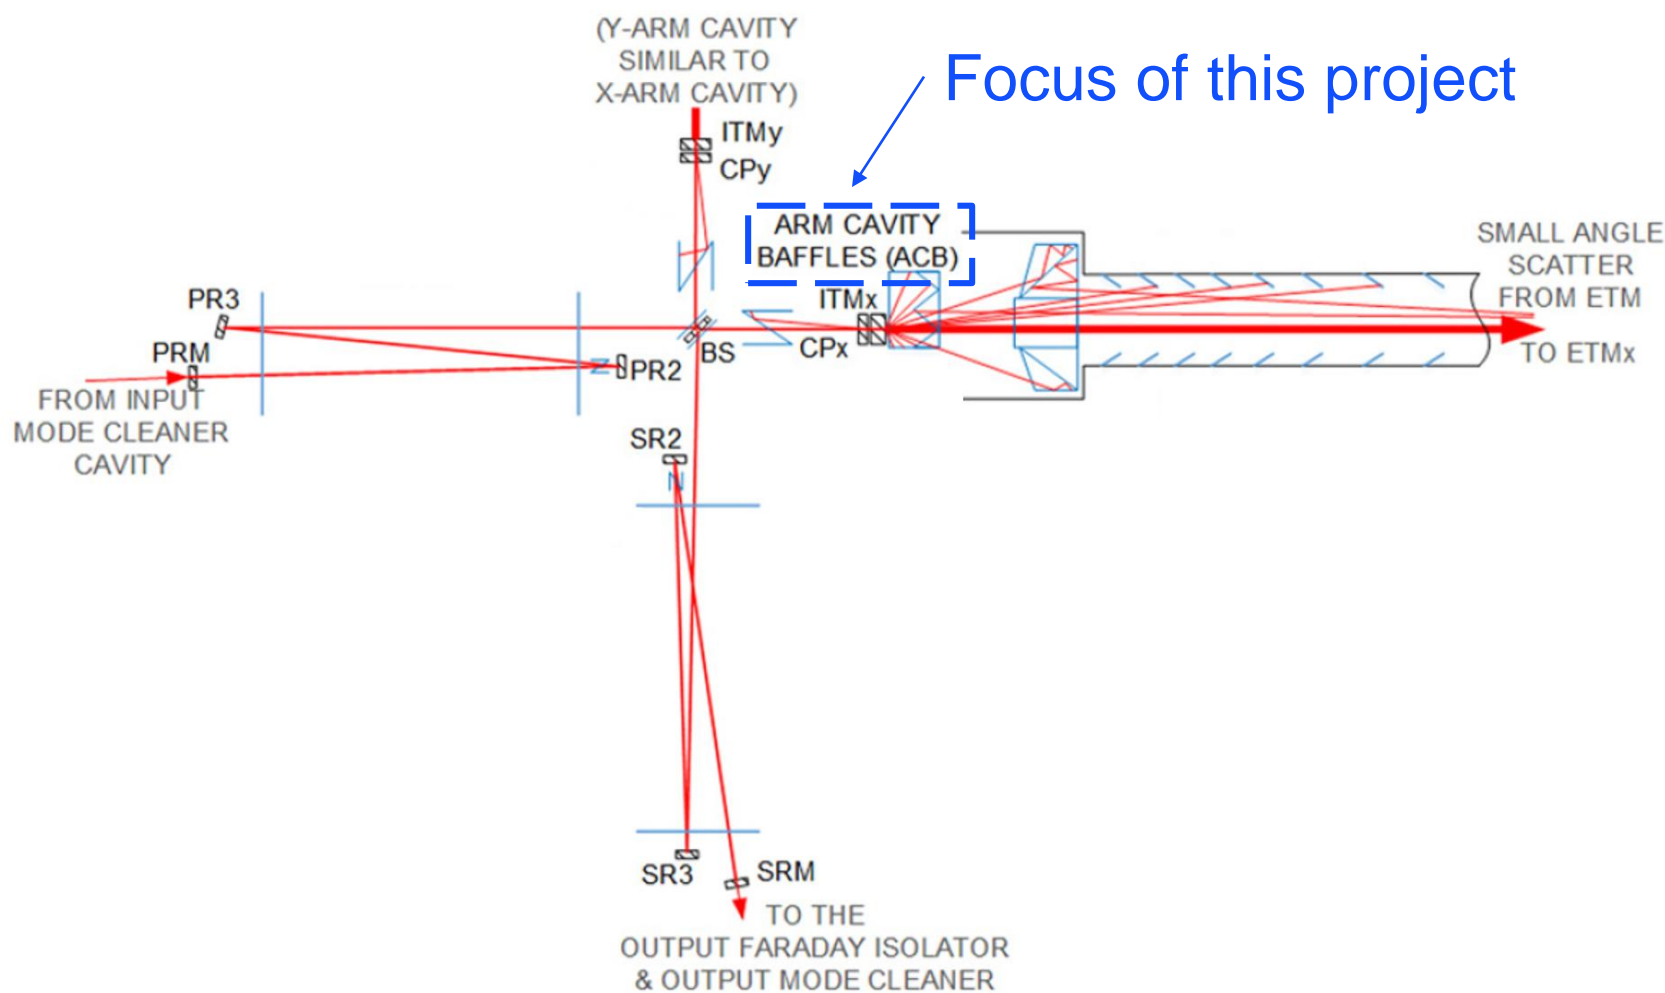 (Y-ARM CAVITY
SIMILAR TO
X-ARM CAVITY)
Focus of this project
ITMy
CPy
ARM CAVITY
BAFFLES (ACB)
SMALL ANGLE
SCATTER
FROM ETM
TO ETMx
ITMx
CPx
BS
PR3
PRM
PR2
FROM INPUT
MODE CLEANER
CAVITY
SR2
SR3
SRM
TO THE
OUTPUT FARADAY ISOLATOR
& OUTPUT MODE CLEANER